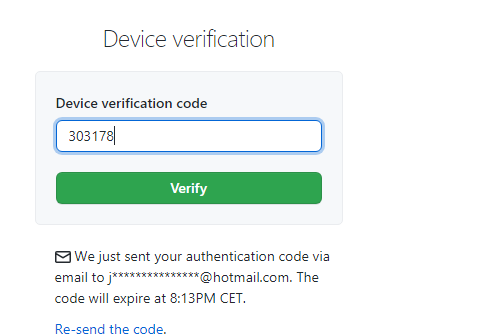 Device verification
Device verification code
303178
Verify
We just sent your authentication code via
email to j***************@hotmail.com. The
code will expire at 8:13PM CET.
Re-send the code.